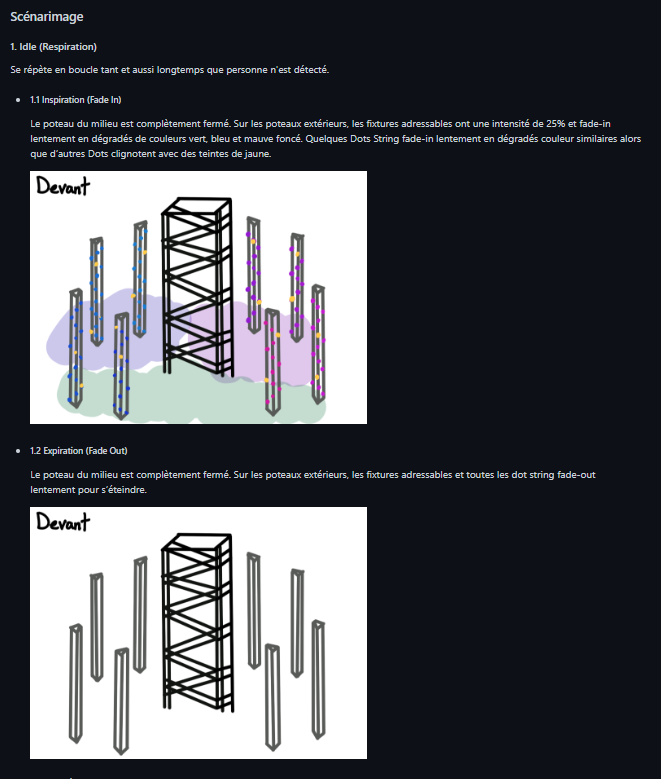 Scénarimage
1. Idle (Respiration)
Se répète en boucle tant et aussi longtemps que personne n'est détecté.
1.1 Inspiration (Fade In)
Le poteau du milieu est complètement fermé. Sur les poteaux extérieurs, les fixtures adressables ont une intensité de 25% et fade-in
lentement en dégradés de couleurs vert, bleu et mauve foncé. Quelques Dots String fade-in lentement en dégradés couleur similaires alors
que d'autres Dots clignotent avec des teintes de jaune.
Devant
1.2 Expiration (Fade Out)
Le poteau du milieu est complètement fermé. Sur les poteaux extérieurs, les fixtures adressables et toutes les dot string fade-out
lentement pour s'éteindre.
Devant